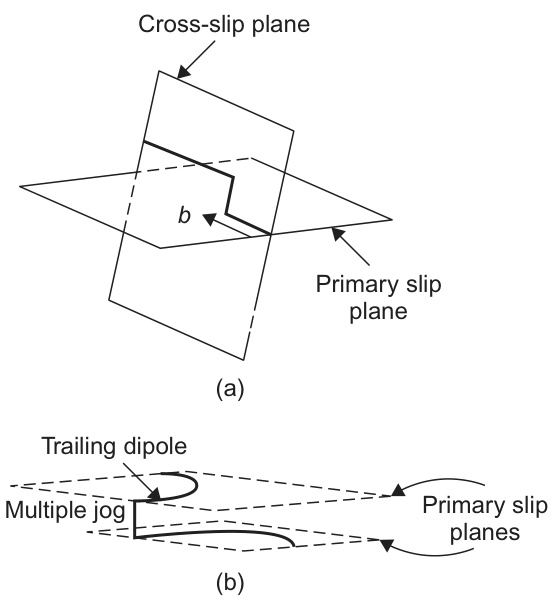 Cross-slip plane
b
Primary slip
plane
(a)
Trailing dipole
Multiple jog
Primary slip
planes
(b)